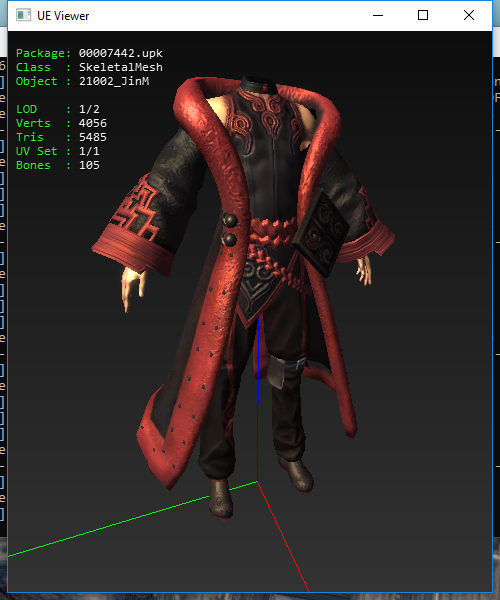 UE Viewer
Package: 00007442.upk
Class : SkeletalMesh
Object : 21002_JinM
LOD : 1/2
Verts : 4056
Tris : 5485
UV Set : 1/1
Bones : 105